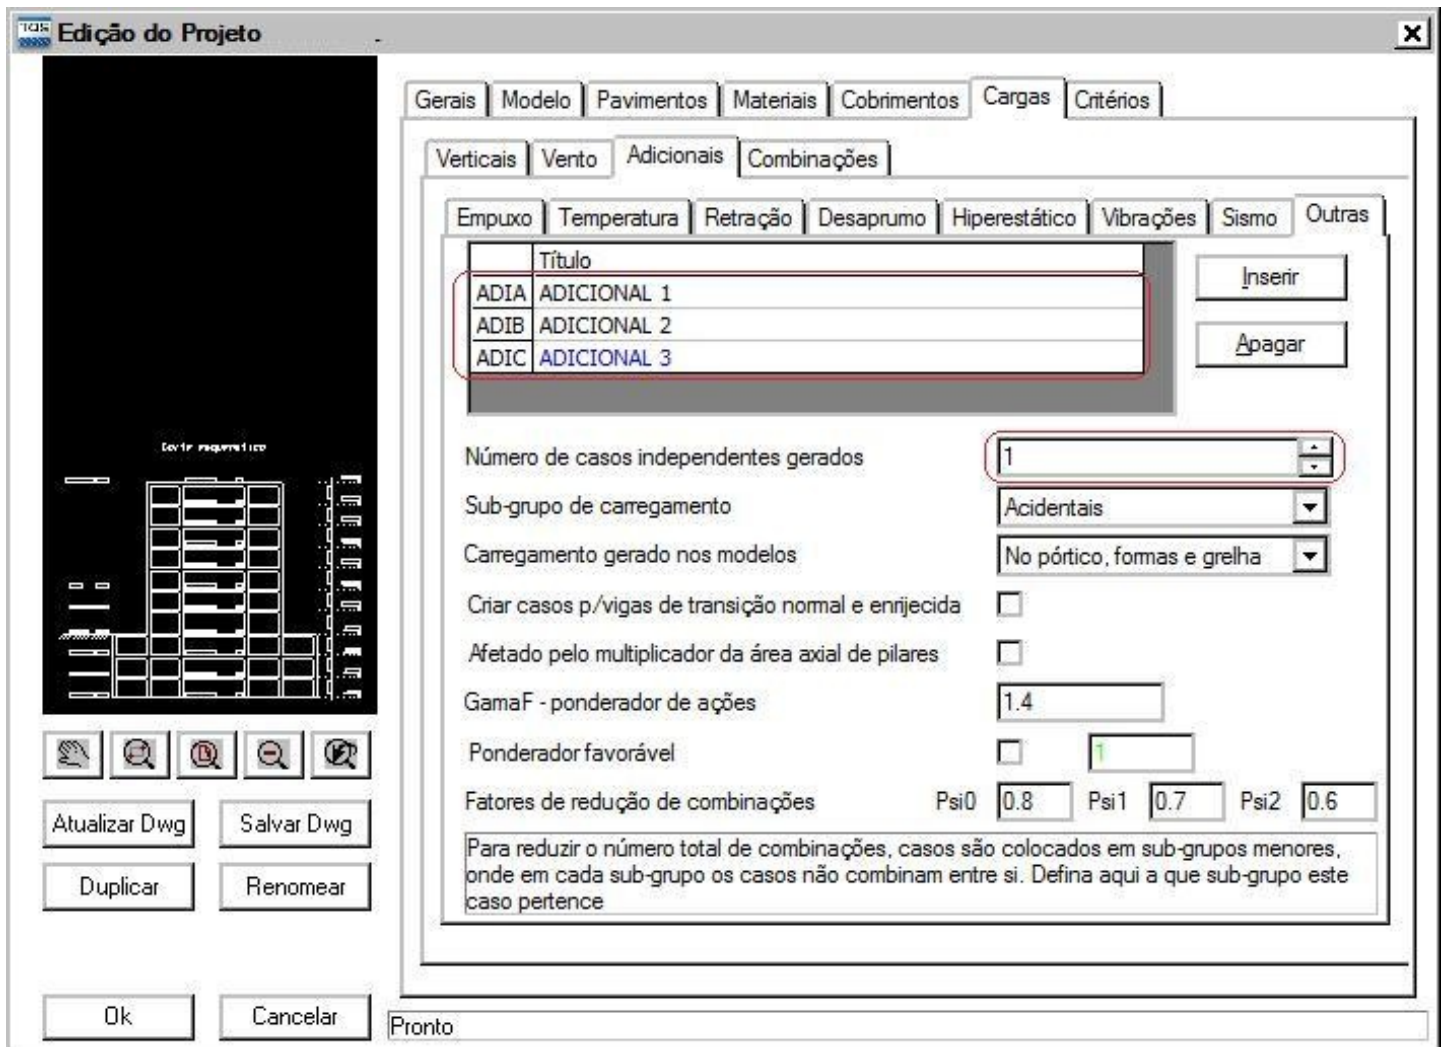 TQS Edição do Projeto
Gerais Modelo Pavimentos Materiais Cobrimentos Cargas Critérios
Verticais Vento Adicionais Combinações
Empuxo Temperatura Retração Desaprumo Hiperestático Vibrações Sismo Outras
Título
ADIA ADICIONAL 1
ADIB ADICIONAL 2
ADIC ADICIONAL 3
Inserir
Apagar
Número de casos independentes gerados 1
Sub-grupo de carregamento Acidentais
Carregamento gerado nos modelos No pórtico, formas e grelha
Criar casos p/vigas de transição normal e enrijecida
Afetado pelo multiplicador da área axial de pilares
GamaF - ponderador de ações 1.4
Ponderador favorável 1
Fatores de redução de combinações Psi0 0.8 Psi1 0.7 Psi2 0.6
Para reduzir o número total de combinações, casos são colocados em sub-grupos menores,
onde em cada sub-grupo os casos não combinam entre si. Defina aqui a que sub-grupo este
caso pertence
Corte esquemático
Atualizar Dwg Salvar Dwg
Duplicar Renomear
Ok Cancelar
Pronto